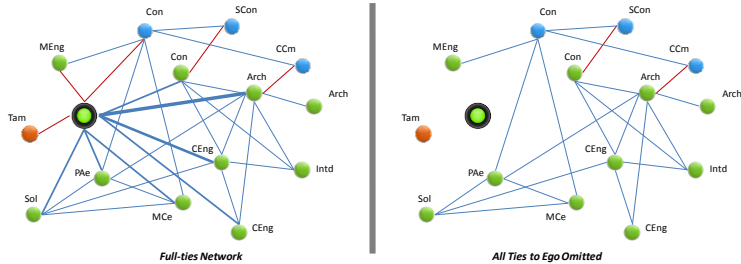 Con
SCon
MEng
Con
CCm
Arch
Arch
Tam
CEng
PAe
Intd
Sol
MCe
CEng
Full-ties Network
Con
SCon
MEng
Con
CCm
Arch
Arch
Tam
CEng
PAe
Intd
Sol
MCe
CEng
All Ties to Ego Omitted